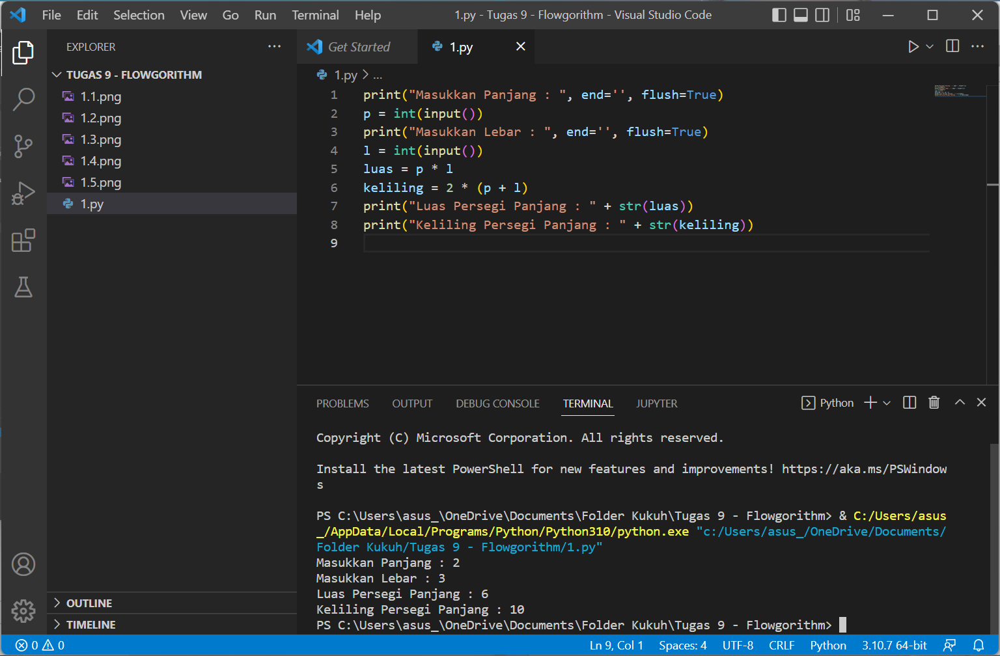 File Edit Selection View Go Run Terminal Help 1.py - Tugas 9 - Flowgorithm - Visual Studio Code
EXPLORER
TUGAS 9 - FLOWGORITHM
1.1.png
1.2.png
1.3.png
1.4.png
1.5.png
1.py
OUTLINE
TIMELINE
Get Started 1.py
1.py > ...
1 print("Masukkan Panjang : ", end='', flush=True)
2 p = int(input())
3 print("Masukkan Lebar : ", end='', flush=True)
4 l = int(input())
5 luas = p * l
6 keliling = 2 * (p + l)
7 print("Luas Persegi Panjang : " + str(luas))
8 print("Keliling Persegi Panjang : " + str(keliling))
9
PROBLEMS OUTPUT DEBUG CONSOLE TERMINAL JUPYTER Python
Copyright (C) Microsoft Corporation. All rights reserved.
Install the latest PowerShell for new features and improvements! https://aka.ms/PSWindow
s
PS C:\Users\asus_\OneDrive\Documents\Folder Kukuh\Tugas 9 - Flowgorithm> & C:/Users/asus
_/AppData/Local/Programs/Python/Python310/python.exe "c:/Users/asus_/OneDrive/Documents/
Folder Kukuh/Tugas 9 - Flowgorithm/1.py"
Masukkan Panjang : 2
Masukkan Lebar : 3
Luas Persegi Panjang : 6
Keliling Persegi Panjang : 10
PS C:\Users\asus_\OneDrive\Documents\Folder Kukuh\Tugas 9 - Flowgorithm>
0 0 Ln 9, Col 1 Spaces: 4 UTF-8 CRLF Python 3.10.7 64-bit